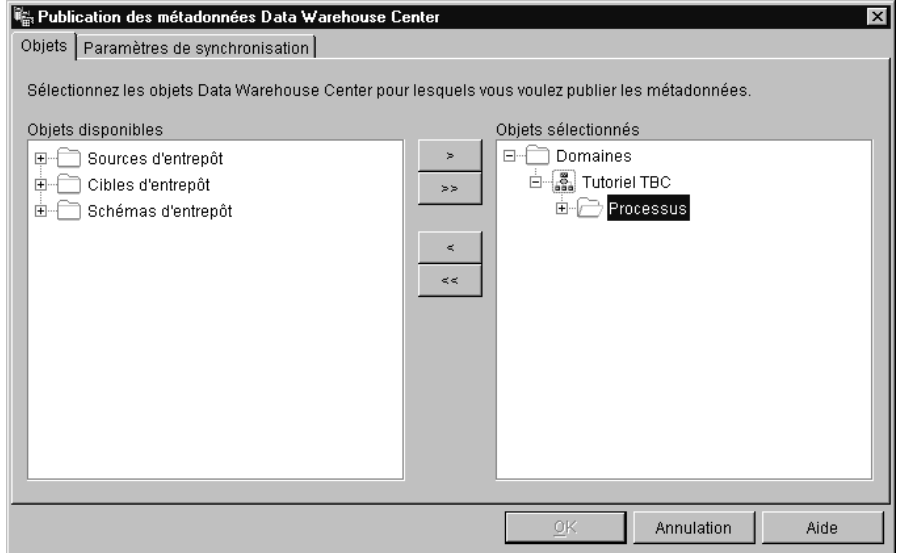 Publication des métadonnées Data Warehouse Center
Objets
Paramètres de synchronisation
Sélectionnez les objets Data Warehouse Center pour lesquels vous voulez publier les métadonnées.
Objets disponibles
Objets sélectionnés
Sources d'entrepôt
Cibles d'entrepôt
Schémas d'entrepôt
>
>>
<
<<
Domaines
Tutoriel TBC
Processus
OK
Annulation
Aide